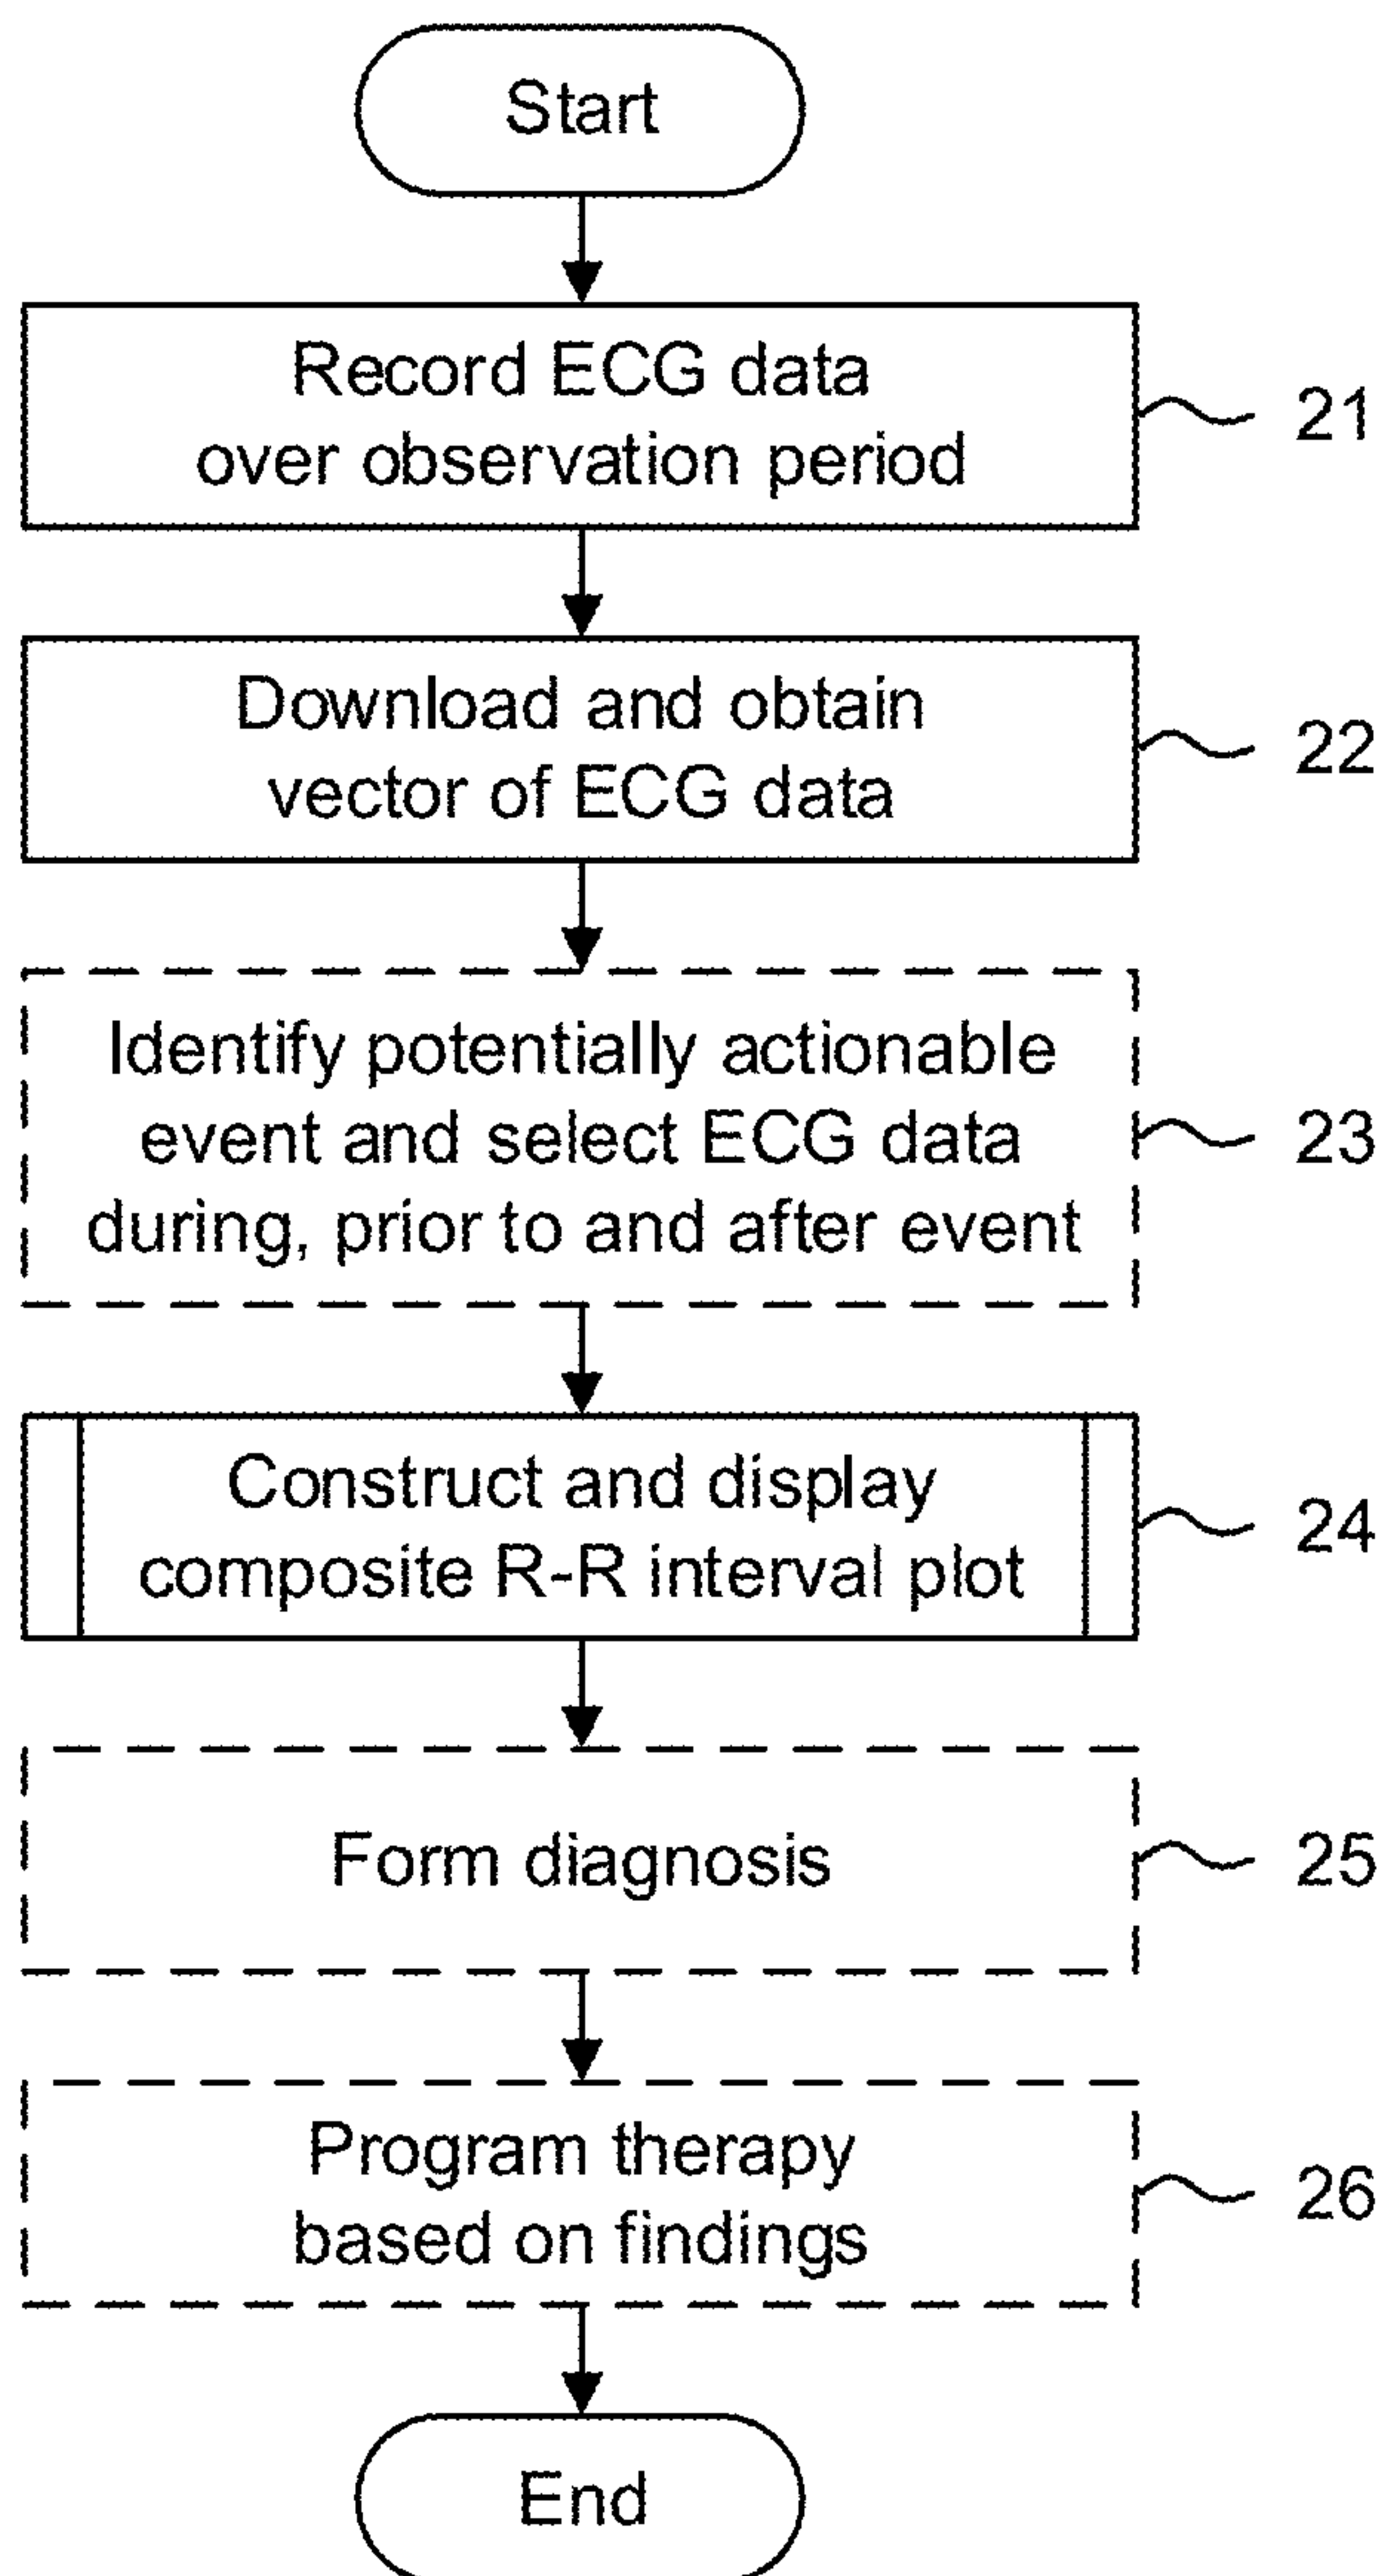 Start
Record ECG data
over observation period
21
Download and obtain
vector of ECG data
22
Identify potentially actionable
event and select ECG data
during, prior to and after event
23
Construct and display
composite R-R interval plot
24
Form diagnosis
25
Program therapy
based on findings
26
End